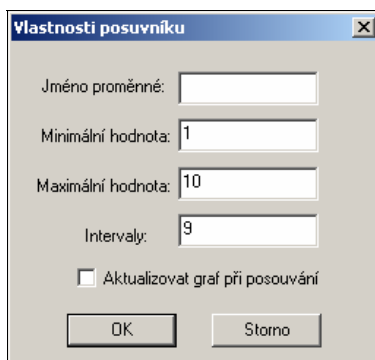 Vlastnosti posuvníku
Jméno proměnné:
Minimální hodnota: 1
Maximální hodnota: 10
Intervaly: 9
Aktualizovat graf při posouvání
OK Storno